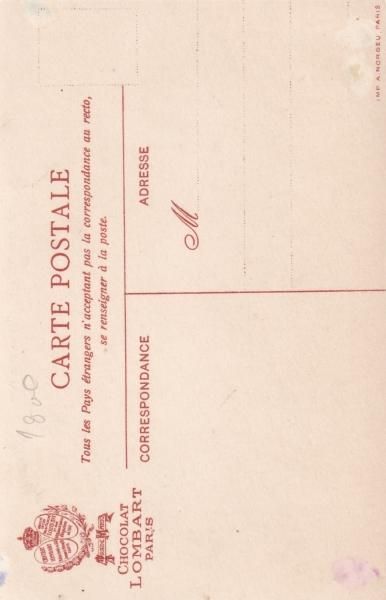 CARTE POSTALE
Tous les Pays étrangers n'acceptant pas la correspondance au recto,
se renseigner à la poste.
CORRESPONDANCE
ADRESSE
M
CHOCOLAT
LOMBART
PARIS
IMP. A. NORGEU, PARIS
1800